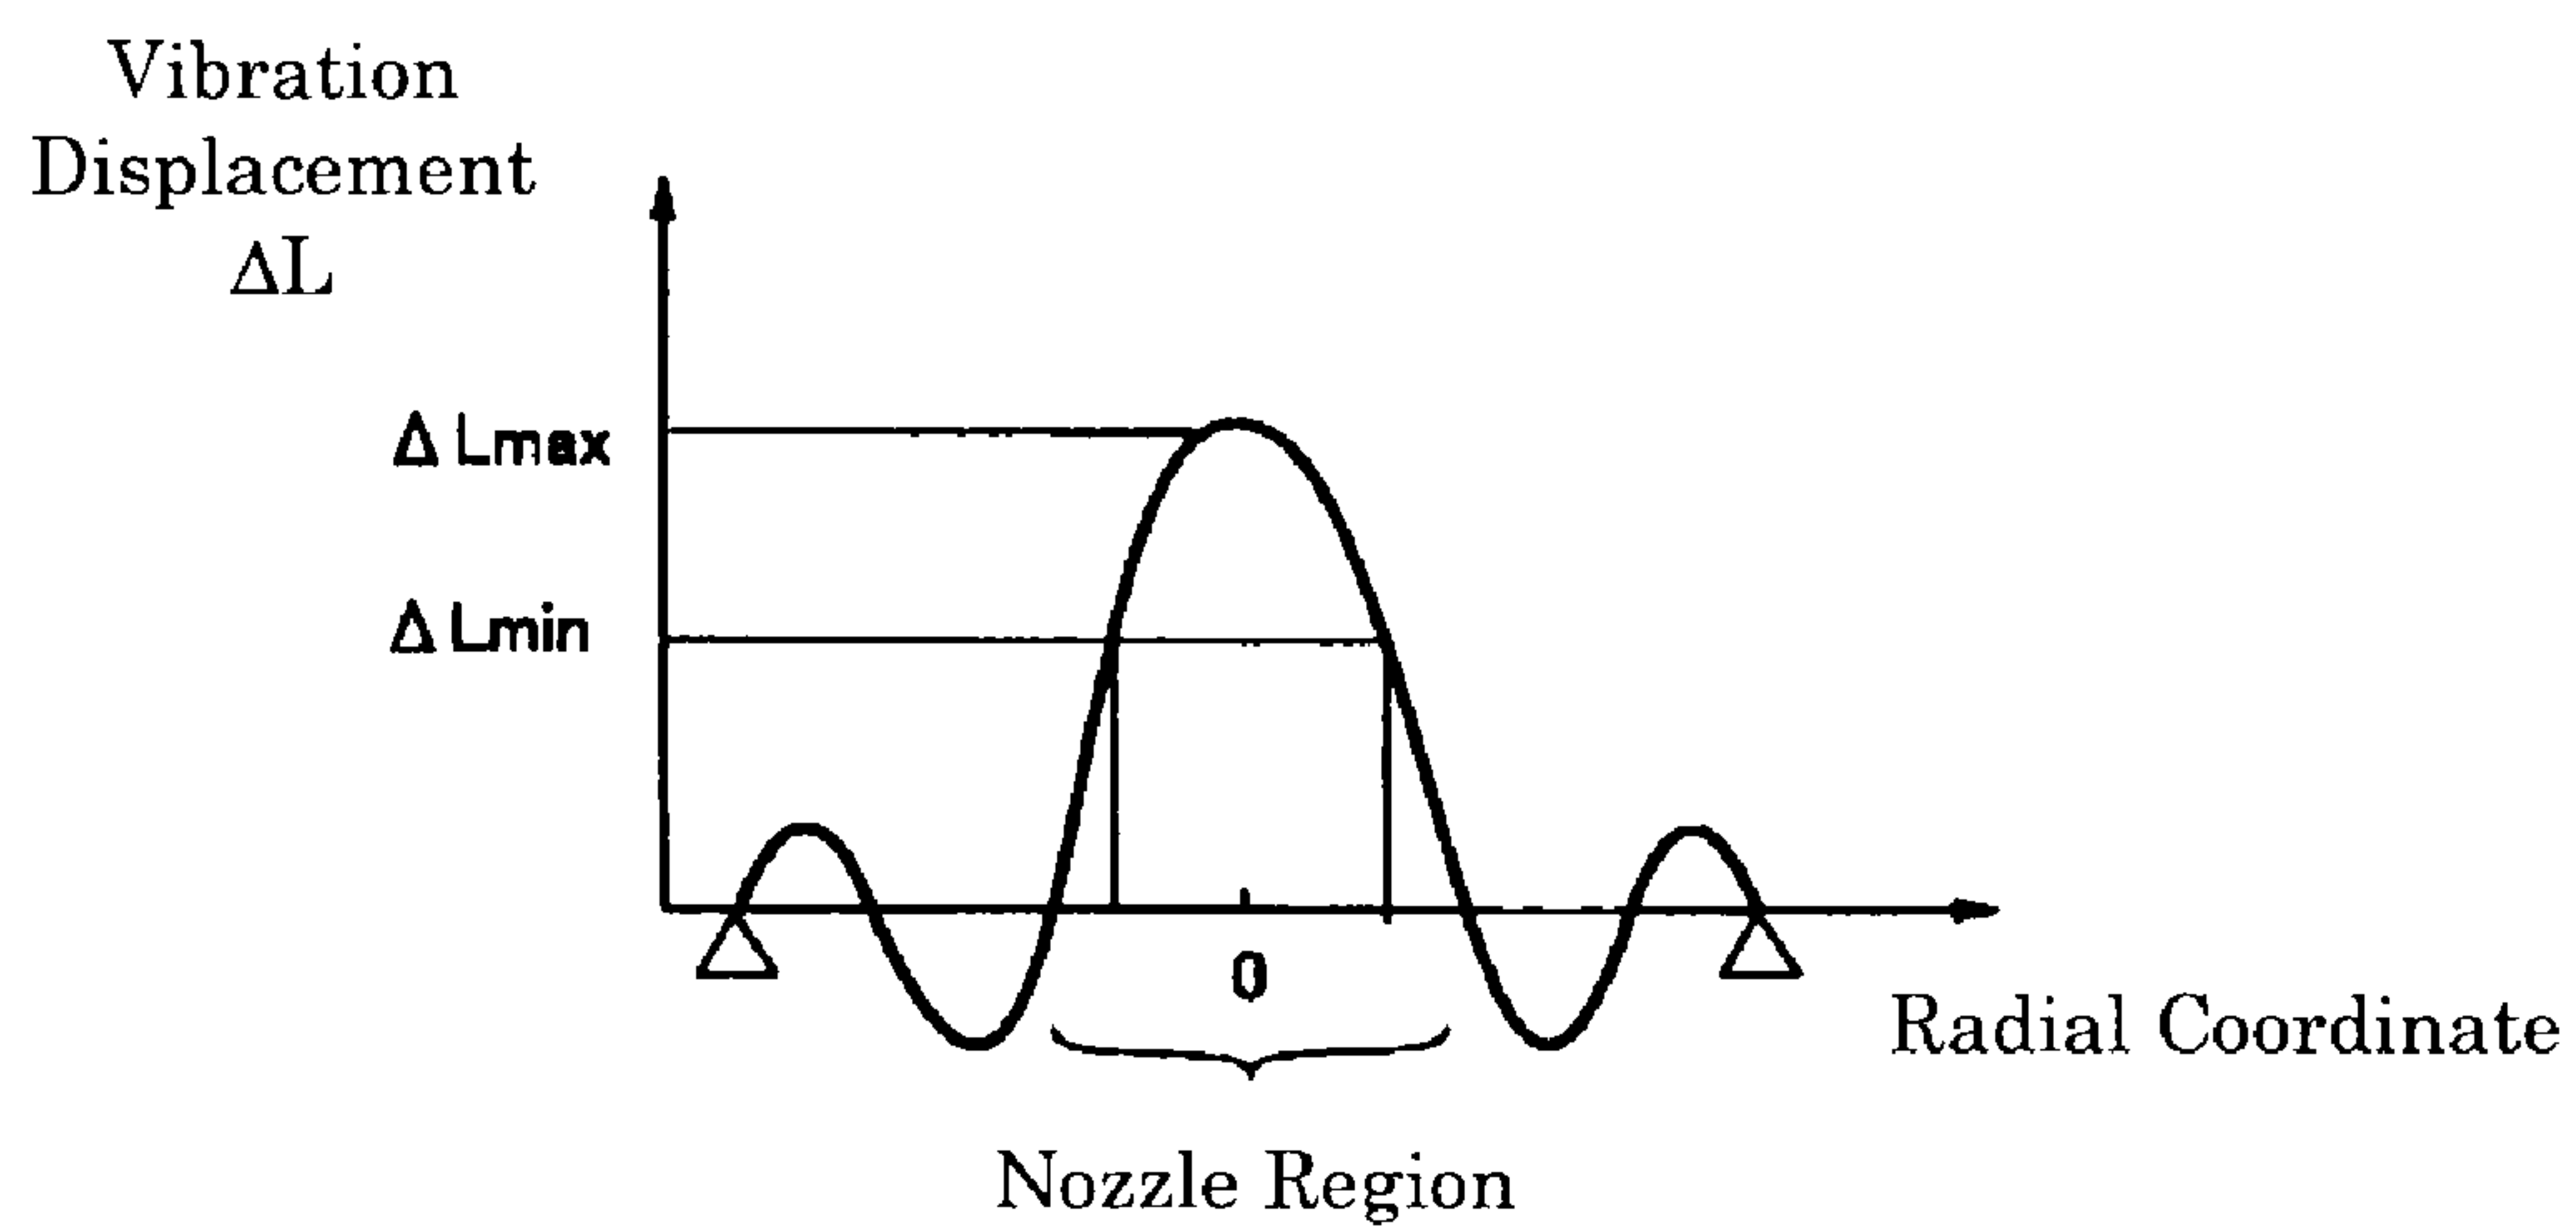 Vibration
Displacement
ΔL
Δ Lmax
Δ Lmin
0
Radial Coordinate
Nozzle Region